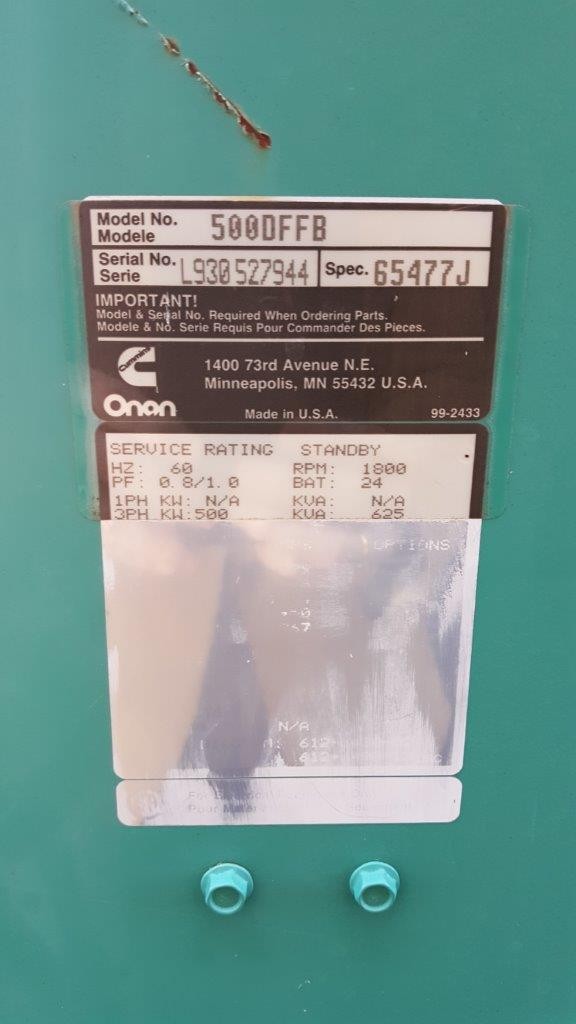 Model No.
Modele
500DFFB
Serial No.
Serie
L930527944
Spec. 65477J
IMPORTANT!
Model & Serial No. Required When Ordering Parts.
Modele & No. Serie Requis Pour Commander Des Pieces.
Cummins
1400 73rd Avenue N.E.
Minneapolis, MN 55432 U.S.A.
Onan
Made in U.S.A.
99-2433
SERVICE RATING STANDBY
HZ: 60 RPM: 1800
PF: 0.8/1.0 BAT: 24
1PH KW: N/A KVA: N/A
3PH KW:500 KVA: 625
OPTIONS
N/A
612
612